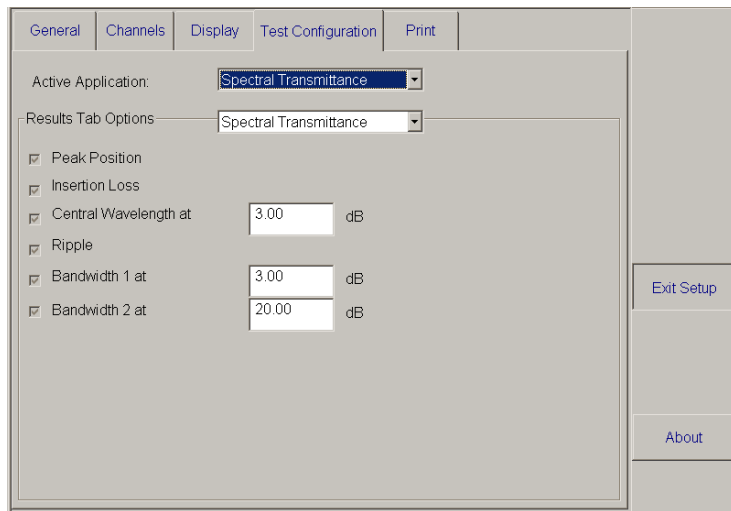 General Channels Display Test Configuration Print
Active Application: Spectral Transmittance
Results Tab Options Spectral Transmittance
Peak Position
Insertion Loss
Central Wavelength at 3.00 dB
Ripple
Bandwidth 1 at 3.00 dB
Bandwidth 2 at 20.00 dB
Exit Setup
About